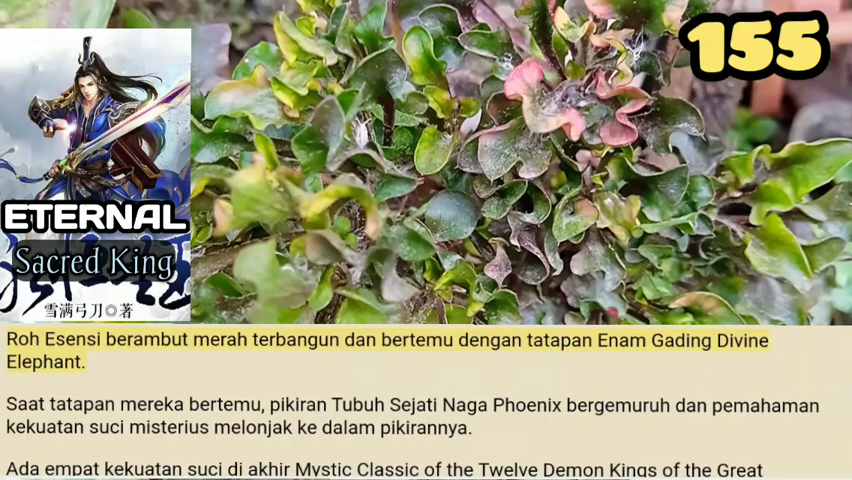 155
ETERNAL
Sacred King
雪满弓刀◎著
Roh Esensi berambut merah terbangun dan bertemu dengan tatapan Enam Gading Divine
Elephant.
Saat tatapan mereka bertemu, pikiran Tubuh Sejati Naga Phoenix bergemuruh dan pemahaman
kekuatan suci misterius melonjak ke dalam pikirannya.
Ada empat kekuatan suci di akhir Mystic Classic of the Twelve Demon Kings of the Great